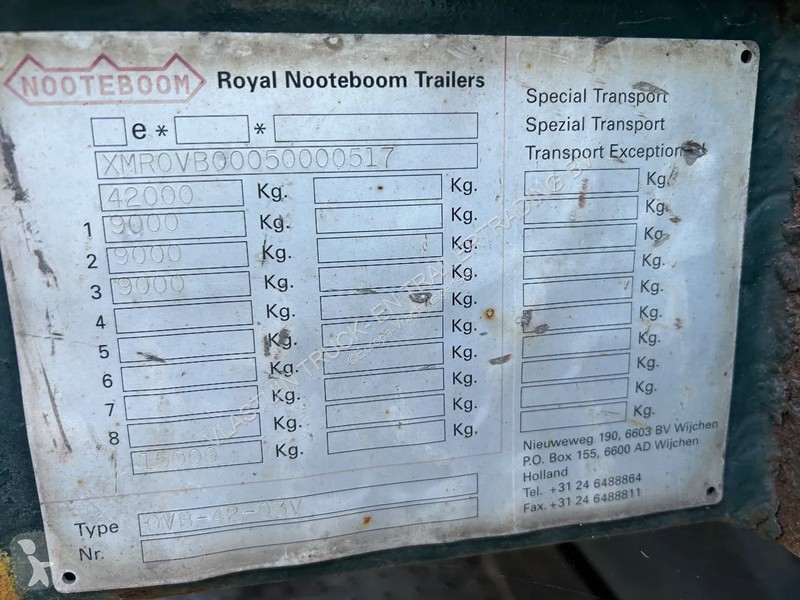 NOOTEBOOM
Royal Nooteboom Trailers
e*
*
XMR0VB00050000517
42000 Kg. Kg.
1 9000 Kg. Kg.
2 9000 Kg. Kg.
3 9000 Kg. Kg.
4 Kg. Kg.
5 Kg. Kg.
6 Kg. Kg.
7 Kg. Kg.
8 Kg. Kg.
15000 Kg. Kg.
Type OVB-42-03V
Nr.
Special Transport
Spezial Transport
Transport Exceptionel
Kg.
Kg.
Kg.
Kg.
Kg.
Kg.
Kg.
Kg.
Kg.
Kg.
Nieuweweg 190, 6603 BV Wijchen
P.O. Box 155, 6600 AD Wijchen
Holland
Tel. +31 24 6488864
Fax. +31 24 6488811